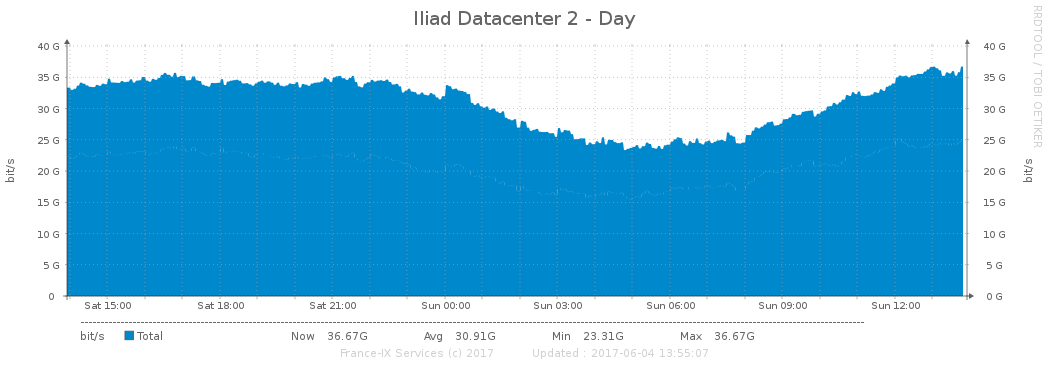 Iliad Datacenter 2 - Day
RRDTOOL / TOBI OETIKER
40 G 40 G
35 G 35 G
30 G 30 G
25 G 25 G
20 G 20 G
15 G 15 G
10 G 10 G
5 G 5 G
0 0 G
bit/s bit/s
Sat 15:00 Sat 18:00 Sat 21:00 Sun 00:00 Sun 03:00 Sun 06:00 Sun 09:00 Sun 12:00
bit/s Total Now 36.67G Avg 30.91G Min 23.31G Max 36.67G
France-IX Services (c) 2017 Updated : 2017-06-04 13:55:07